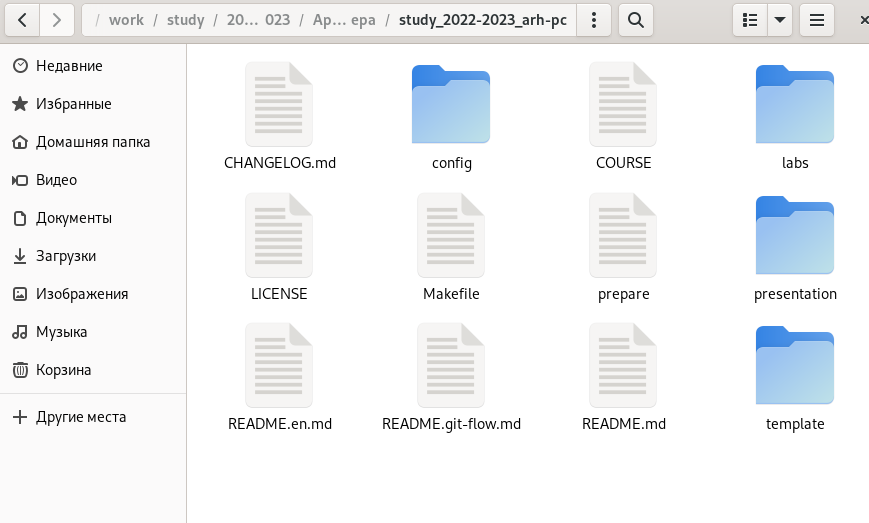 / work / study / 20… 023 / Ap… ера / study_2022-2023_arh-pc
Недавние
Избранные
Домашняя папка
Видео
Документы
Загрузки
Изображения
Музыка
Корзина
Другие места
CHANGELOG.md
config
COURSE
labs
LICENSE
Makefile
prepare
presentation
README.en.md
README.git-flow.md
README.md
template